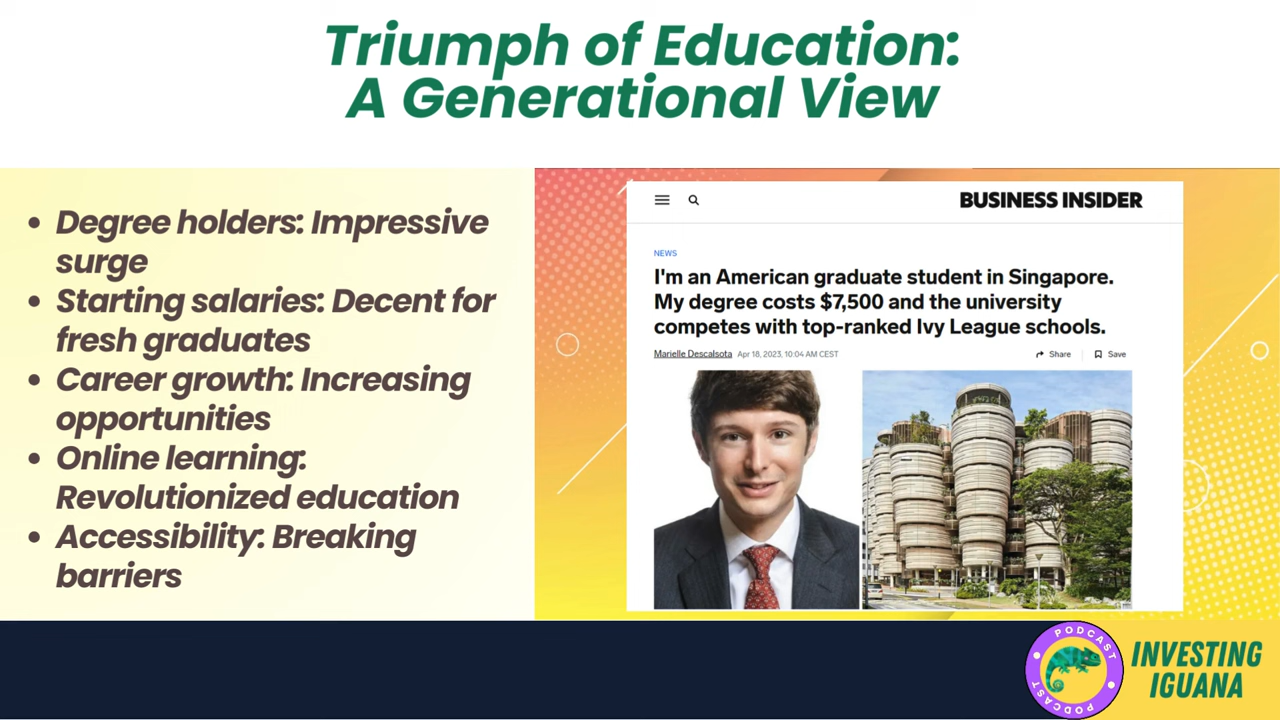 Triumph of Education:
A Generational View
• Degree holders: Impressive
surge
• Starting salaries: Decent for
fresh graduates
• Career growth: Increasing
opportunities
• Online learning:
Revolutionized education
• Accessibility: Breaking
barriers
BUSINESS INSIDER
NEWS
I'm an American graduate student in Singapore.
My degree costs $7,500 and the university
competes with top-ranked Ivy League schools.
Marielle Descalsota Apr 18, 2023, 10:04 AM CEST
Share
Save
PODCAST
PODCAST
INVESTING
IGUANA